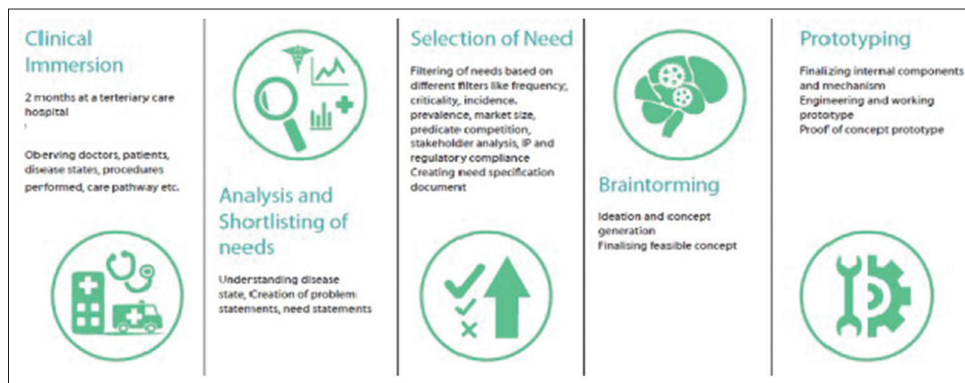 Clinical
Immersion
2 months at a terteriary care
hospital
Oberving doctors, patients,
disease states, procedures
performed, care pathway etc.
Analysis and
Shortlisting of
needs
Understanding disease
state, Creation of problem
statements, need statements
Selection of Need
Filtering of needs based on
different filters like frequency,
criticality, incidence.
prevalence, market size,
predicate competition,
stakeholder analysis, IP and
regulatory compliance
Creating need specification
document
Braintorming
Ideation and concept
generation
Finalising feasible concept
Prototyping
Finalizing internal components
and mechanism
Engineering and working
prototype
Proof of concept prototype